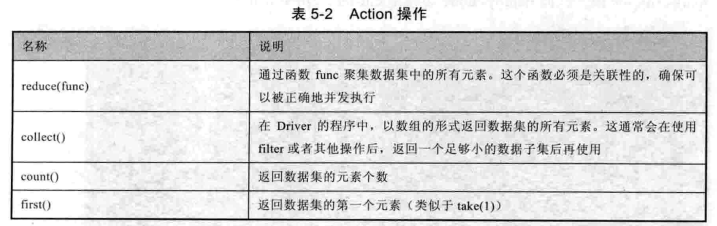 表 5-2 Action 操作
名称 说明
reduce(func) 通过函数 func 聚集数据集中的所有元素。这个函数必须是关联性的，确保可
以被正确地并发执行
collect() 在 Driver 的程序中，以数组的形式返回数据集的所有元素。这通常会在使用
filter 或者其他操作后，返回一个足够小的数据子集后再使用
count() 返回数据集的元素个数
first() 返回数据集的第一个元素（类似于 take(1)）